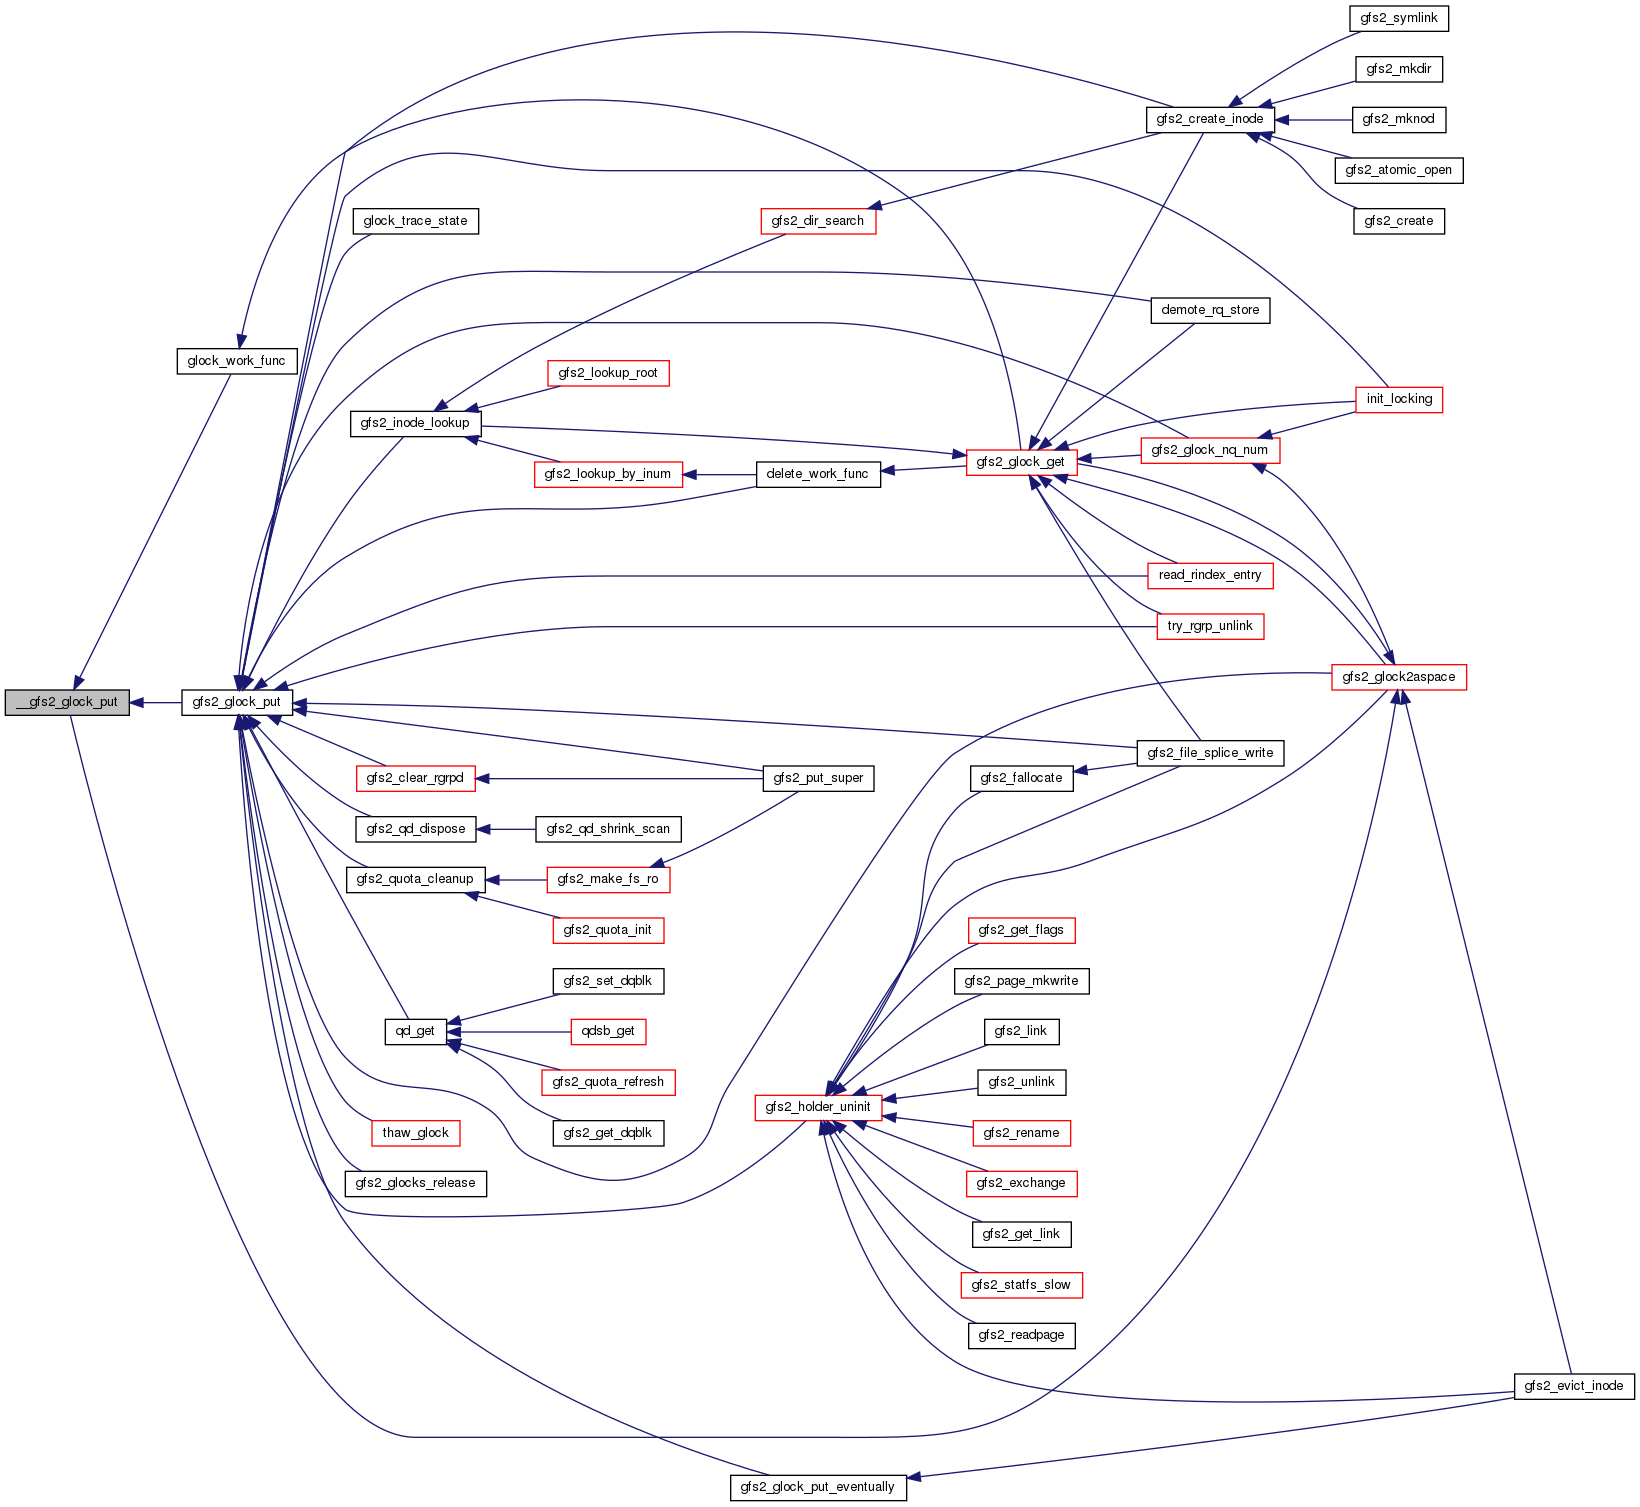 gfs2_symlink
gfs2_mkdir
gfs2_create_inode
gfs2_mknod
gfs2_atomic_open
glock_trace_state
gfs2_dir_search
gfs2_create
demote_rq_store
glock_work_func
gfs2_lookup_root
init_locking
gfs2_inode_lookup
gfs2_glock_nq_num
gfs2_glock_get
gfs2_lookup_by_inum
delete_work_func
read_rindex_entry
try_rgrp_unlink
gfs2_glock2aspace
__gfs2_glock_put
gfs2_glock_put
gfs2_file_splice_write
gfs2_clear_rgrpd
gfs2_put_super
gfs2_fallocate
gfs2_qd_dispose
gfs2_qd_shrink_scan
gfs2_quota_cleanup
gfs2_make_fs_ro
gfs2_quota_init
gfs2_get_flags
gfs2_set_dqblk
gfs2_page_mkwrite
qd_get
qdsb_get
gfs2_link
gfs2_quota_refresh
gfs2_unlink
gfs2_holder_uninit
thaw_glock
gfs2_get_dqblk
gfs2_rename
gfs2_glocks_release
gfs2_exchange
gfs2_get_link
gfs2_statfs_slow
gfs2_readpage
gfs2_evict_inode
gfs2_glock_put_eventually